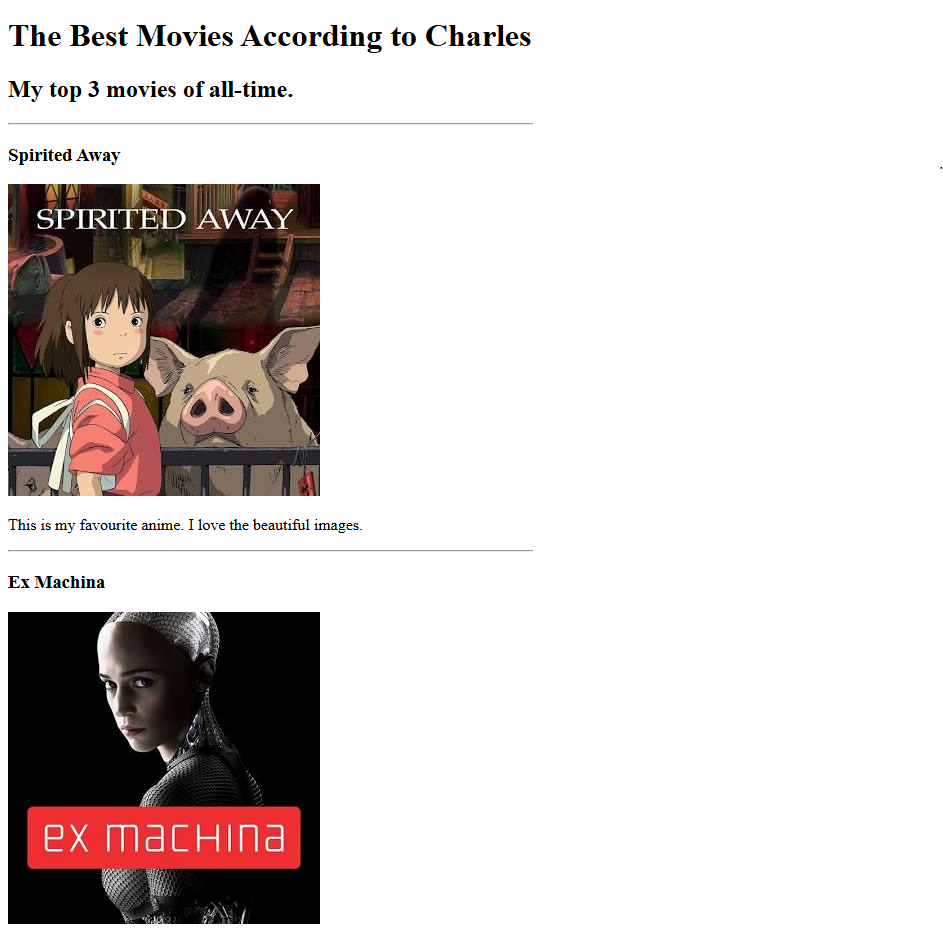 The Best Movies According to Charles
My top 3 movies of all-time.
Spirited Away
SPIRITED AWAY
This is my favourite anime. I love the beautiful images.
Ex Machina
ex machina